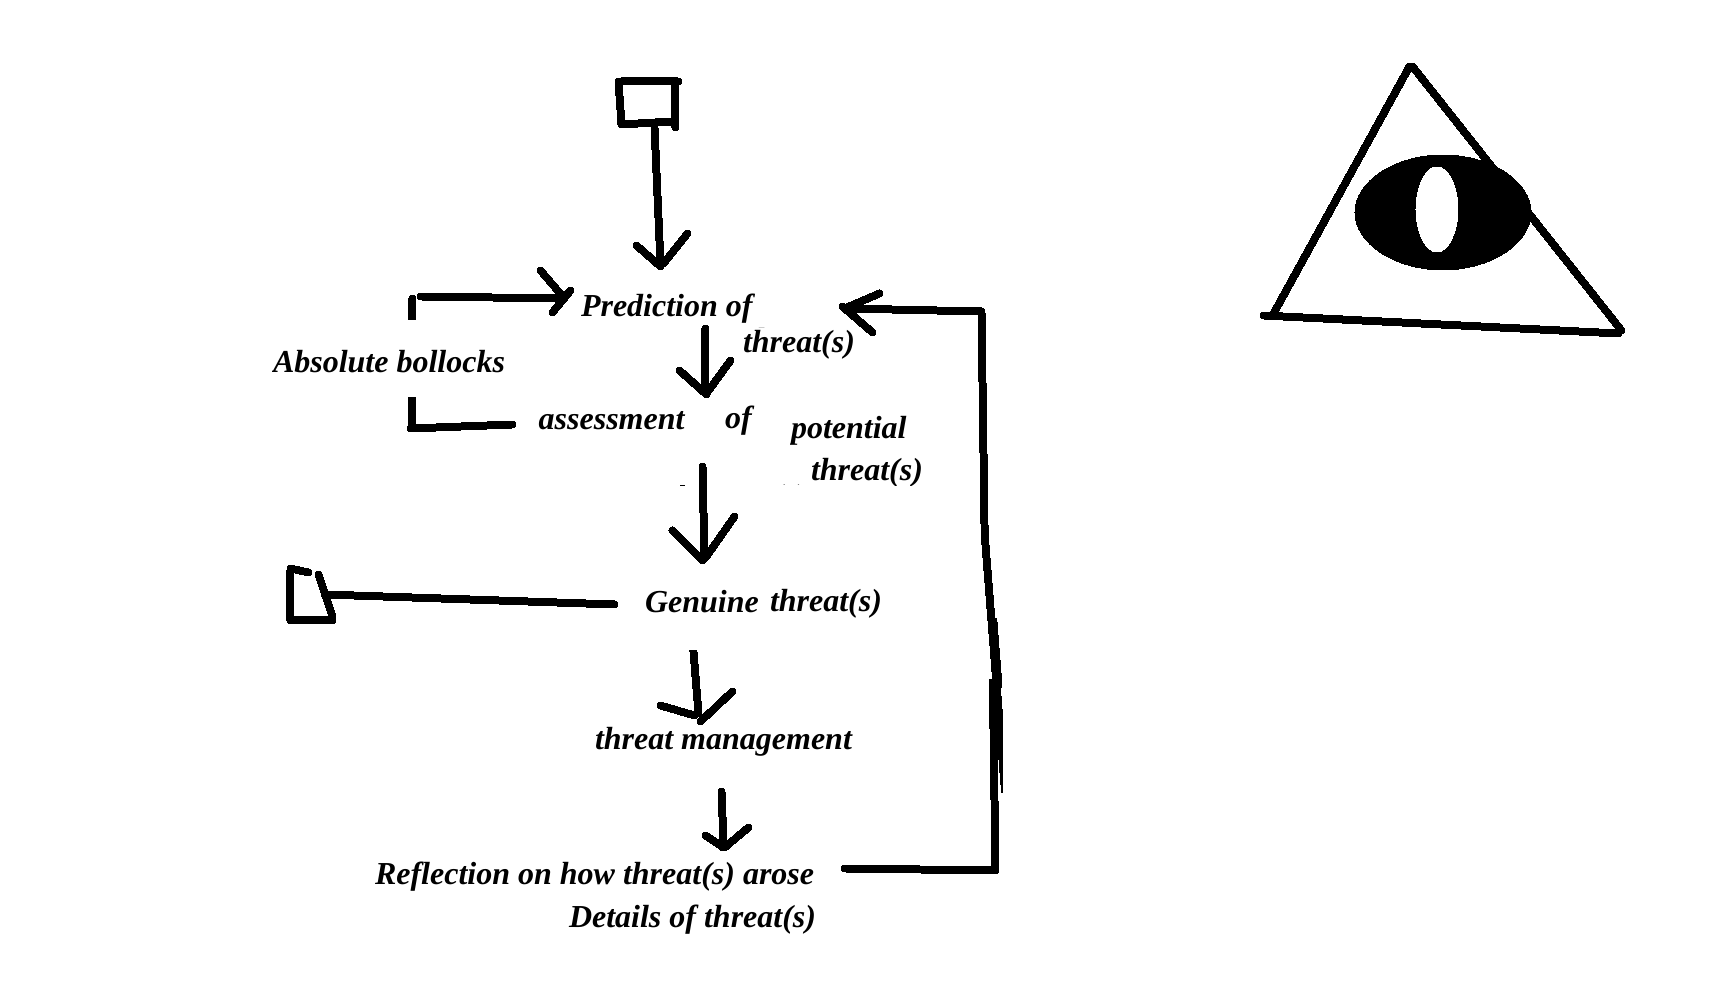 Prediction of
threat(s)
Absolute bollocks
assessment of potential
threat(s)
Genuine threat(s)
threat management
Reflection on how threat(s) arose
Details of threat(s)